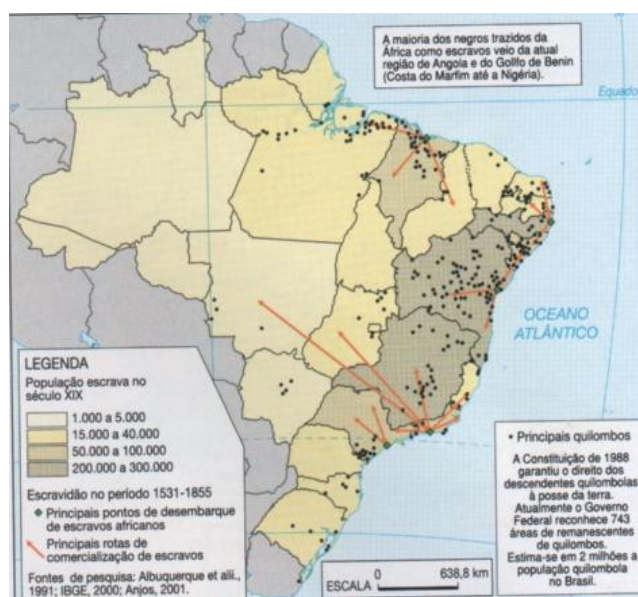 60°
A maioria dos negros trazidos da
África como escravos veio da atual
região de Angola e do Gollfo de Benin
(Costa do Marfim até a Nigéria).
Equador
0°
OCEANO
ATLÂNTICO
LEGENDA
População escrava no
século XIX
1.000 a 5.000
15.000 a 40.000
50.000 a 100.000
200.000 a 300.000
Escravidão no período 1531-1855
Principais pontos de desembarque
de escravos africanos
Principais rotas de
comercialização de escravos
Fontes de pesquisa: Albuquerque et alii.,
1991; IBGE, 2000; Anjos, 2001.
ESCALA 0 638,8 km
Principais quilombos
A Constituição de 1988
garantiu o direito dos
descendentes quilombolas
à posse da terra.
Atualmente o Governo
Federal reconhece 743
áreas de remanescentes
de quilombos.
Estima-se em 2 milhões a
população quilombola
no Brasil.